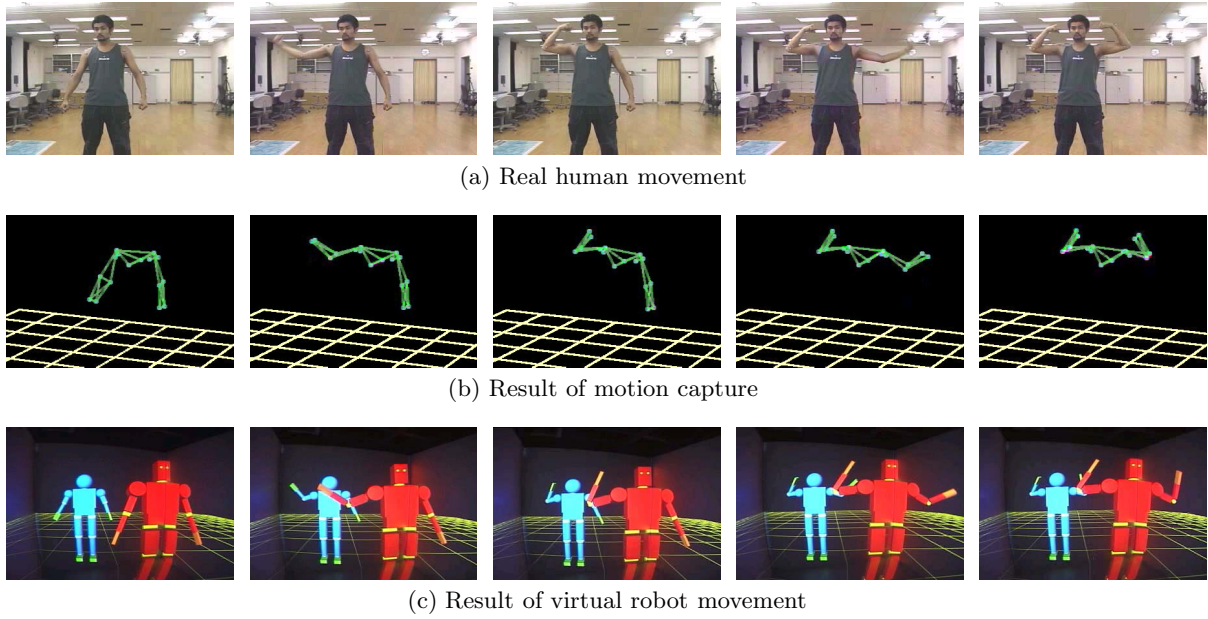 (a) Real human movement
(b) Result of motion capture
(c) Result of virtual robot movement